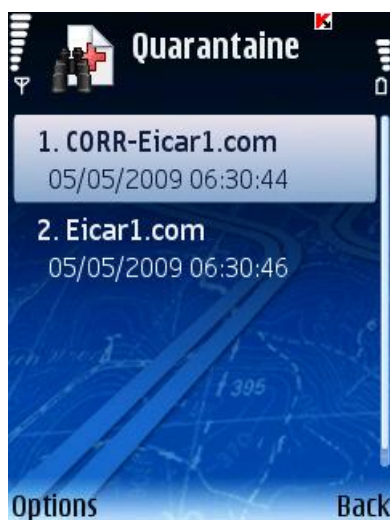 Quarantaine
1. CORR-Eicar1.com
05/05/2009 06:30:44
2. Eicar1.com
05/05/2009 06:30:46
395
Options
Back